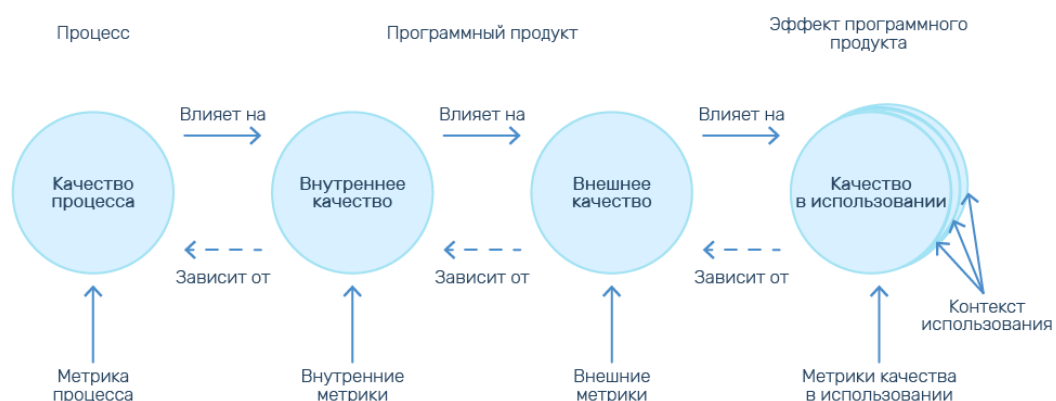 Процесс
Программный продукт
Эффект программного
продукта
Влияет на
Влияет на
Влияет на
Качество
процесса
Внутреннее
качество
Внешнее
качество
Качество
в использовании
Зависит от
Зависит от
Зависит от
Контекст
использования
Метрика
процесса
Внутренние
метрики
Внешние
метрики
Метрики качества
в использовании